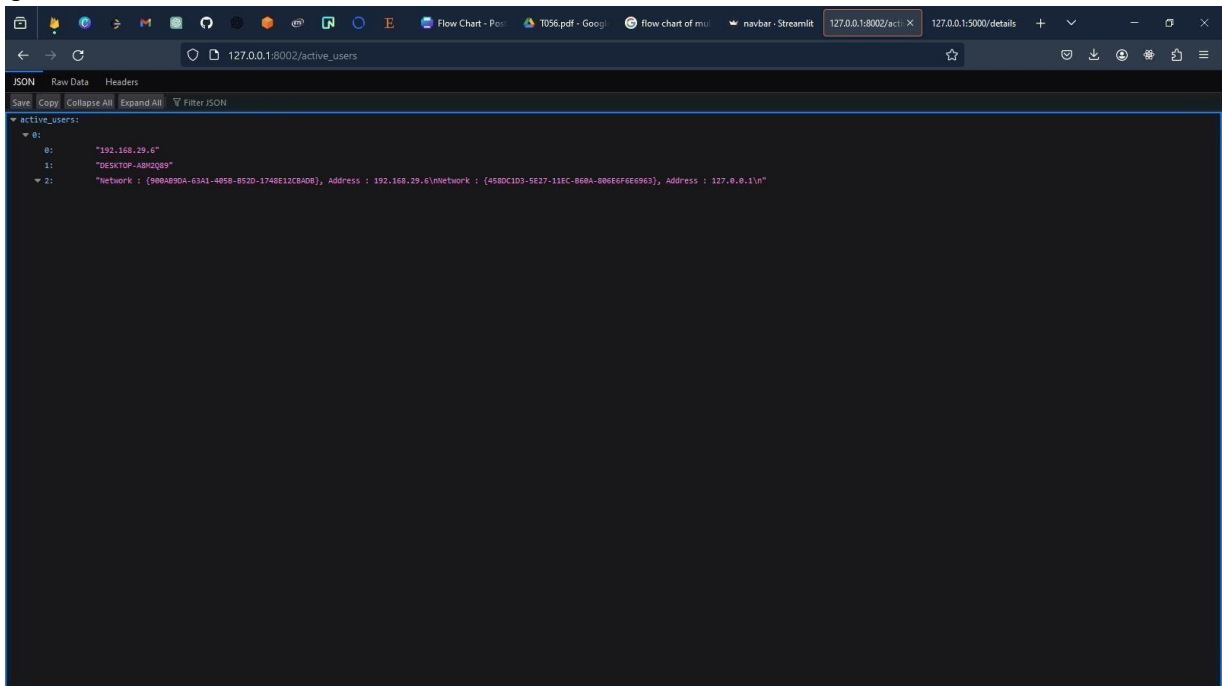 E
Flow Chart - Pos
T056.pdf - Googl
flow chart of mul
navbar · Streamlit
127.0.0.1:8002/acti
127.0.0.1:5000/details
127.0.0.1:8002/active_users
JSON Raw Data Headers
Save Copy Collapse All Expand All Filter JSON
active_users:
0:
0: "192.168.29.6"
1: "DESKTOP-A8M2Q89"
2: "Network : {900AB9DA-63A1-405B-B52D-1748E12CBADB}, Address : 192.168.29.6\nNetwork : {458DC1D3-5E27-11EC-860A-806E6F6E6963}, Address : 127.0.0.1\n"